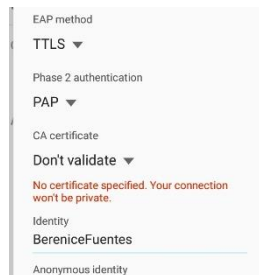 EAP method
TTLS
Phase 2 authentication
PAP
CA certificate
Don't validate
No certificate specified. Your connection
won't be private.
Identity
BereniceFuentes
Anonymous identity